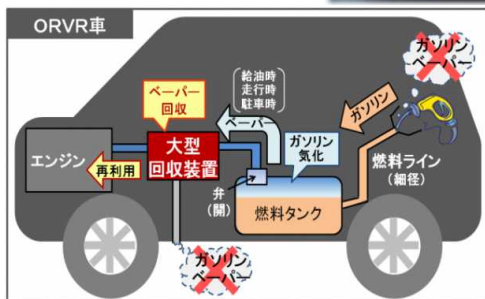 ORVR車
ガソリン
ベーパー
給油時
走行時
駐車時
ベーパー
回収
ベーパー
ガソリン
ガソリン
気化
エンジン
再利用
大型
回収装置
弁
(開)
燃料タンク
燃料ライン
(細径)
ガソリン
ベーパー